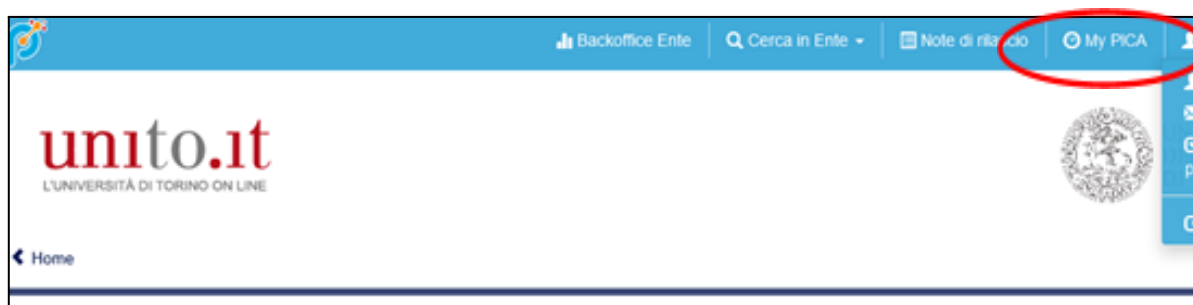 Backoffice Ente Cerca in Ente Note di rilascio My PICA
unito.it
L'UNIVERSITÀ DI TORINO ON LINE
Home